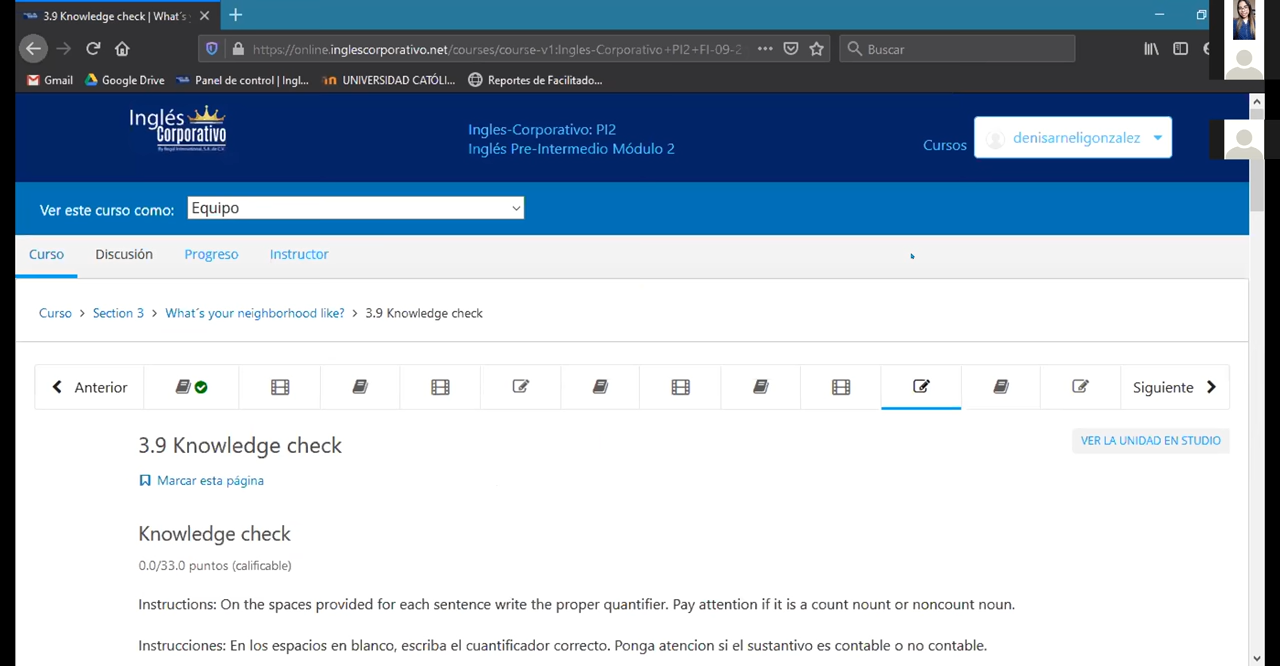 3.9 Knowledge check | What´s
https://online.inglescorporativo.net/courses/course-v1:Ingles-Corporativo+PI2+FI-09-2
Buscar
Gmail
Google Drive
Panel de control | Ingl...
UNIVERSIDAD CATÓLI...
Reportes de Facilitado...
Inglés
Corporativo
Ingles-Corporativo: PI2
Inglés Pre-Intermedio Módulo 2
Cursos
denisarneligonzalez
Ver este curso como:
Equipo
Curso
Discusión
Progreso
Instructor
Curso > Section 3 > What´s your neighborhood like? > 3.9 Knowledge check
Anterior
Siguiente
3.9 Knowledge check
VER LA UNIDAD EN STUDIO
Marcar esta página
Knowledge check
0.0/33.0 puntos (calificable)
Instructions: On the spaces provided for each sentence write the proper quantifier. Pay attention if it is a count nount or noncount noun.
Instrucciones: En los espacios en blanco, escriba el cuantificador correcto. Ponga atencion si el sustantivo es contable o no contable.